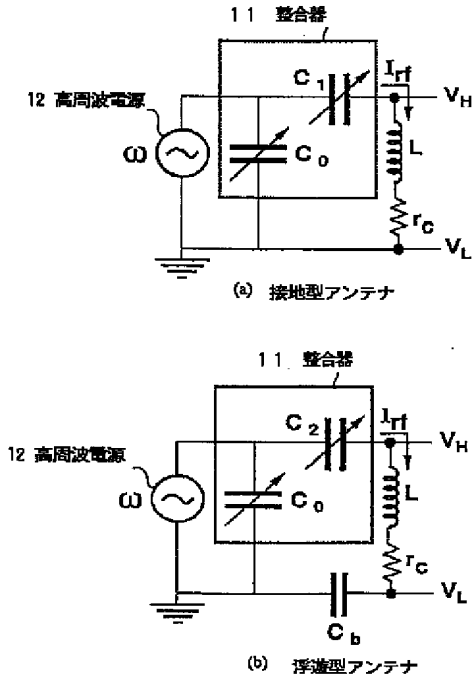 11 整合器
C1
Irf
VH
12 高周波電源
ω
C0
L
rC
VL
(a) 接地型アンテナ
11 整合器
C2
Irf
VH
12 高周波電源
ω
C0
L
rC
VL
Cb
(b) 浮遊型アンテナ